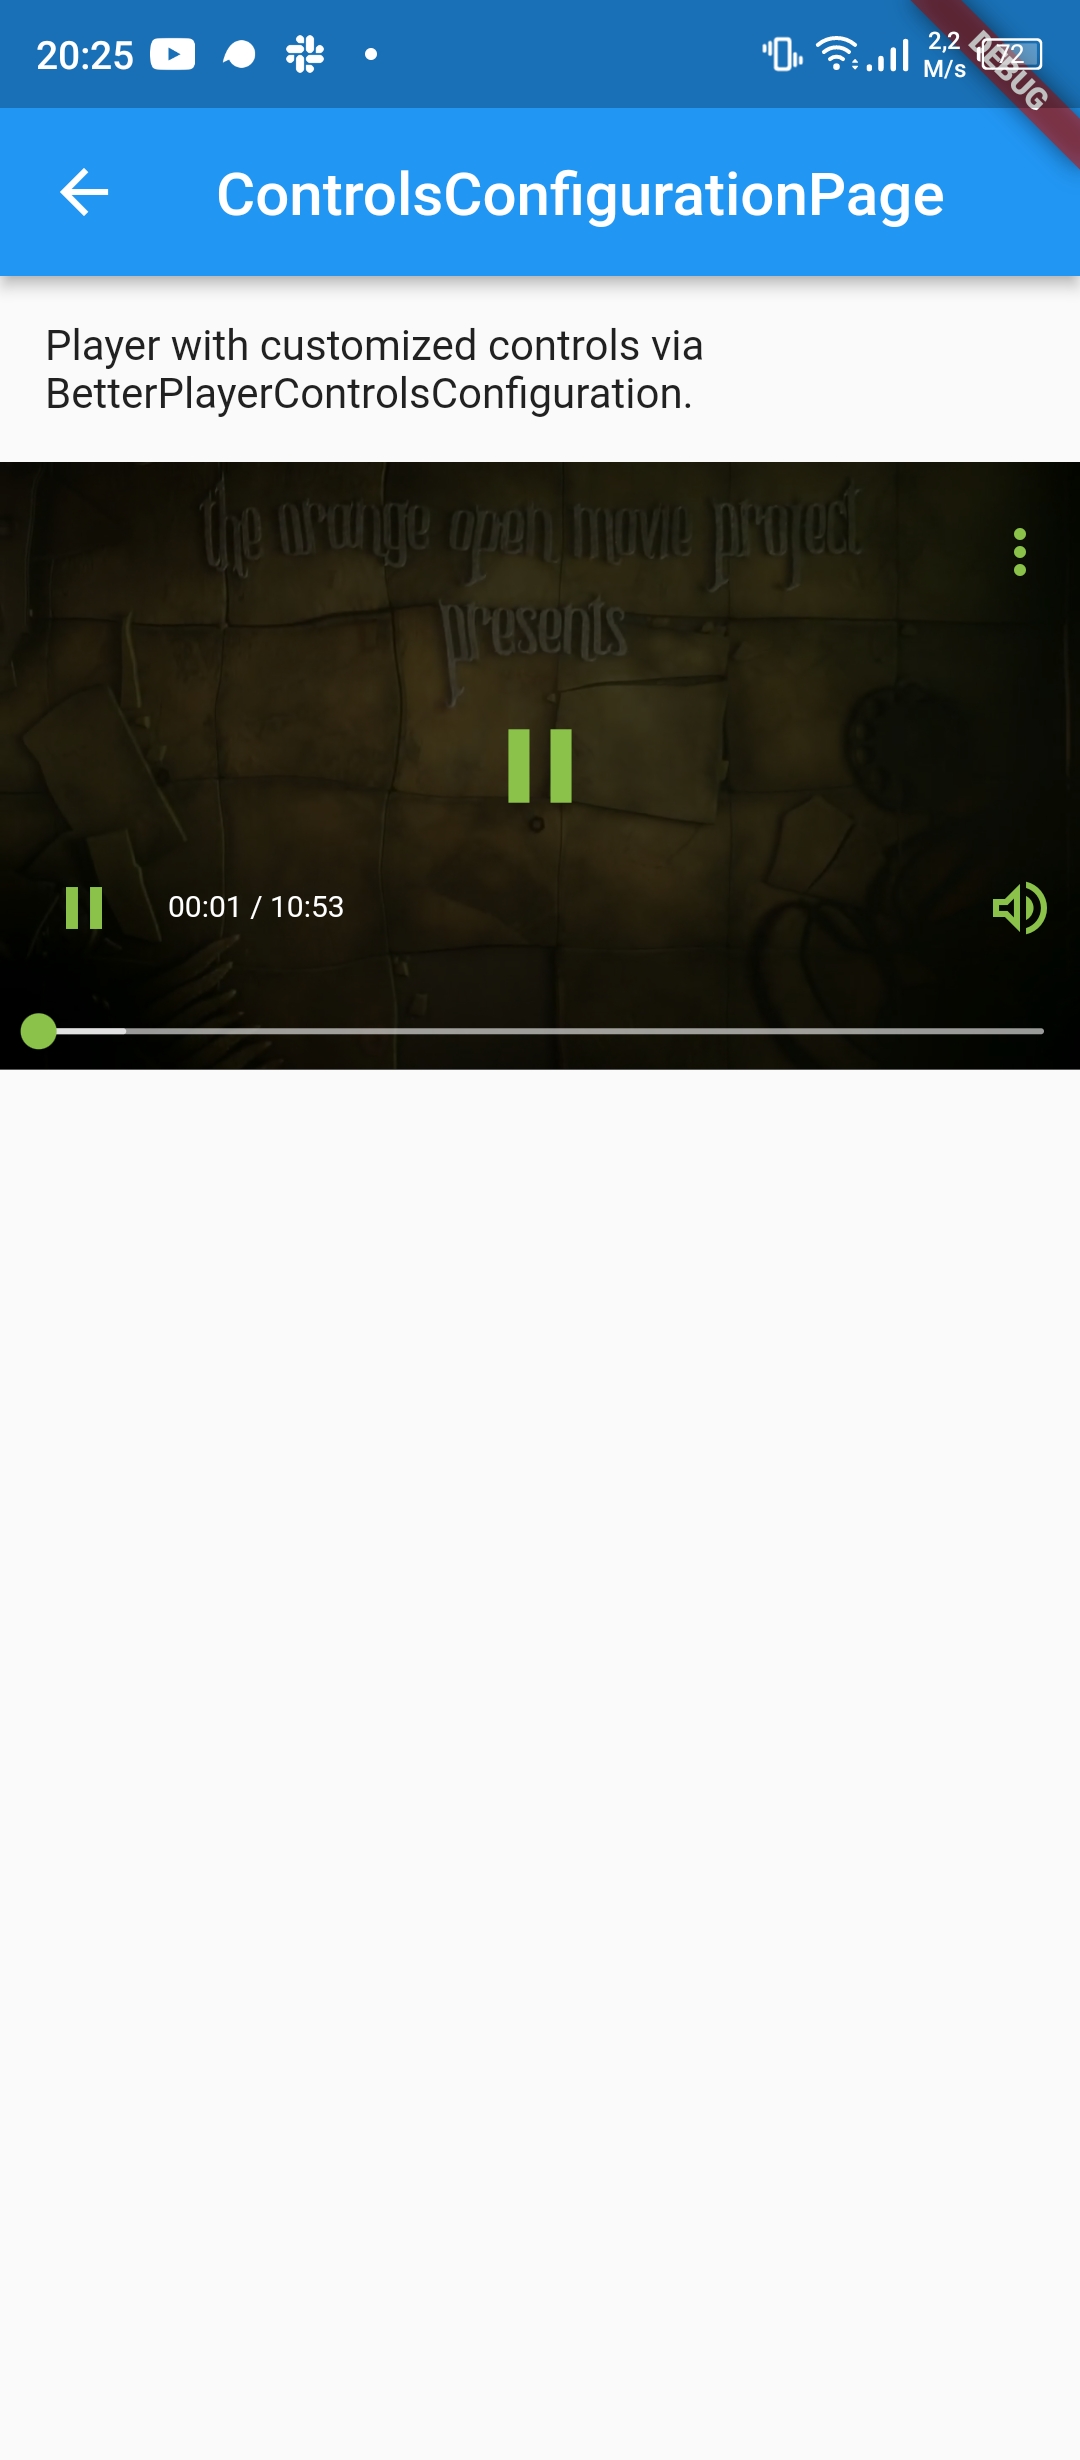 20:25
2,2
M/s
72
DEBUG
ControlsConfigurationPage
Player with customized controls via
BetterPlayerControlsConfiguration.
the orange open movie project
presents
00:01 / 10:53